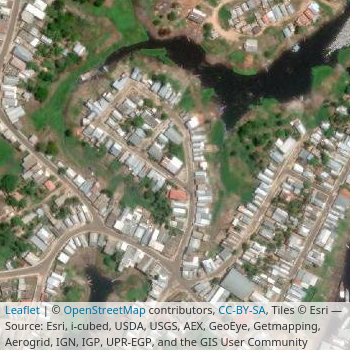 Leaflet | © OpenStreetMap contributors, CC-BY-SA, Tiles © Esri —
Source: Esri, i-cubed, USDA, USGS, AEX, GeoEye, Getmapping,
Aerogrid, IGN, IGP, UPR-EGP, and the GIS User Community